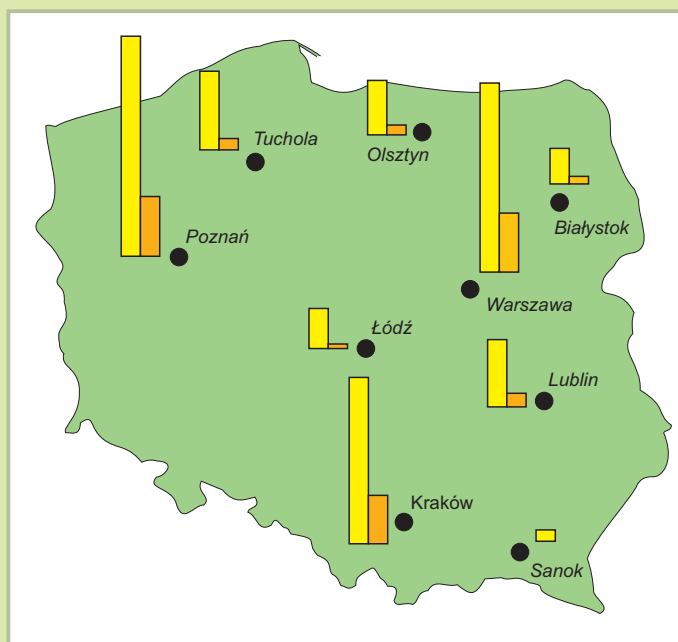 Tuchola
Olsztyn
Białystok
Poznań
Warszawa
Łódź
Lublin
Kraków
Sanok